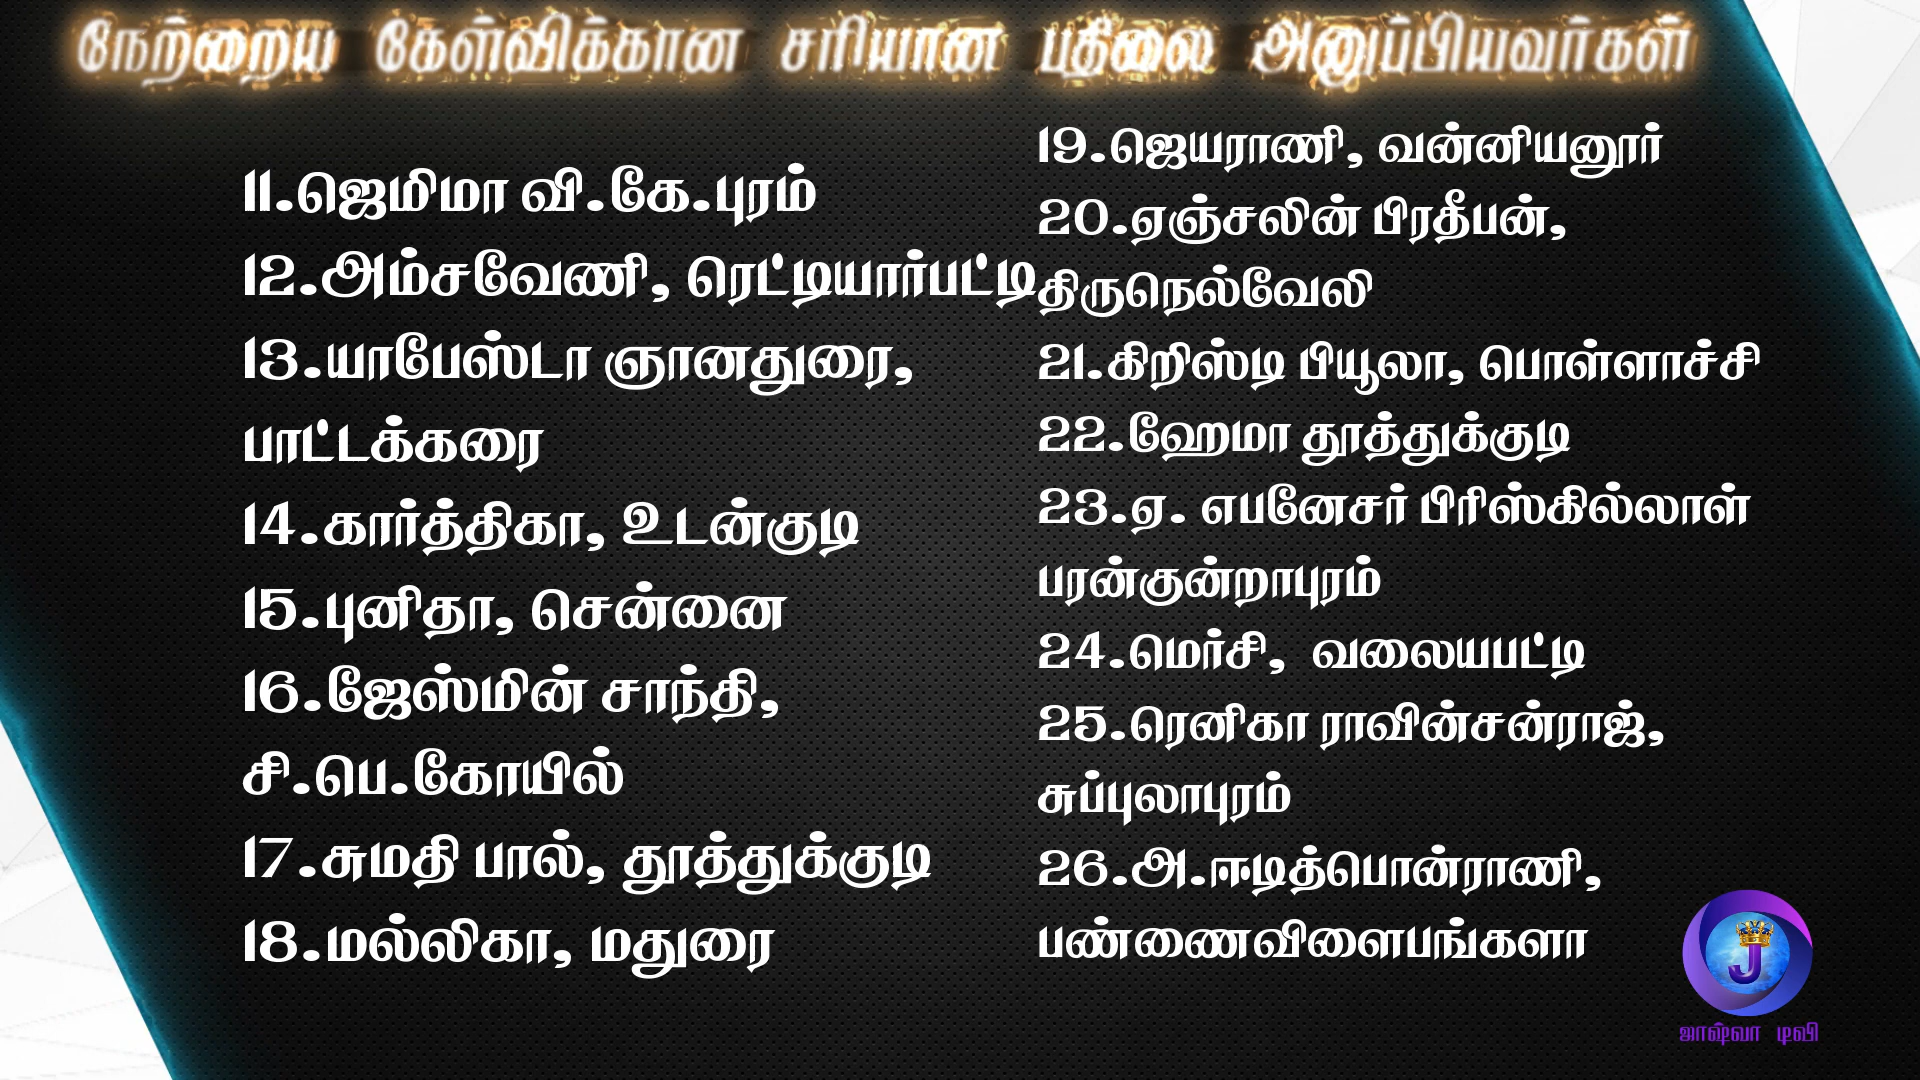 நேற்றைய கேள்விக்கான சரியான பதிலை அனுப்பியவர்கள்
11.ஜெமிமா வி.கே.புரம்
12.அம்சவேணி, ரெட்டியார்பட்டி
13.யாபேஸ்டா ஞானதுரை,
பாட்டக்கரை
14.கார்த்திகா, உடன்குடி
15.புனிதா, சென்னை
16.ஜேஸ்மின் சாந்தி,
சி.பெ.கோயில்
17.சுமதி பால், தூத்துக்குடி
18.மல்லிகா, மதுரை
19.ஜெயராணி, வன்னியனூர்
20.ஏஞ்சலின் பிரதீபன்,
திருநெல்வேலி
21.கிறிஸ்டி பியூலா, பொள்ளாச்சி
22.ஹேமா தூத்துக்குடி
23.ஏ. எபனேசர் பிரிஸ்கில்லாள்
பரன்குன்றாபுரம்
24.மெர்சி, வலையபட்டி
25.ரெனிகா ராவின்சன்ராஜ்,
சுப்புலாபுரம்
26.அ.ஈடித்பொன்ராணி,
பண்ணைவிளைபங்களா
J
ஜாஷ்வா டிவி